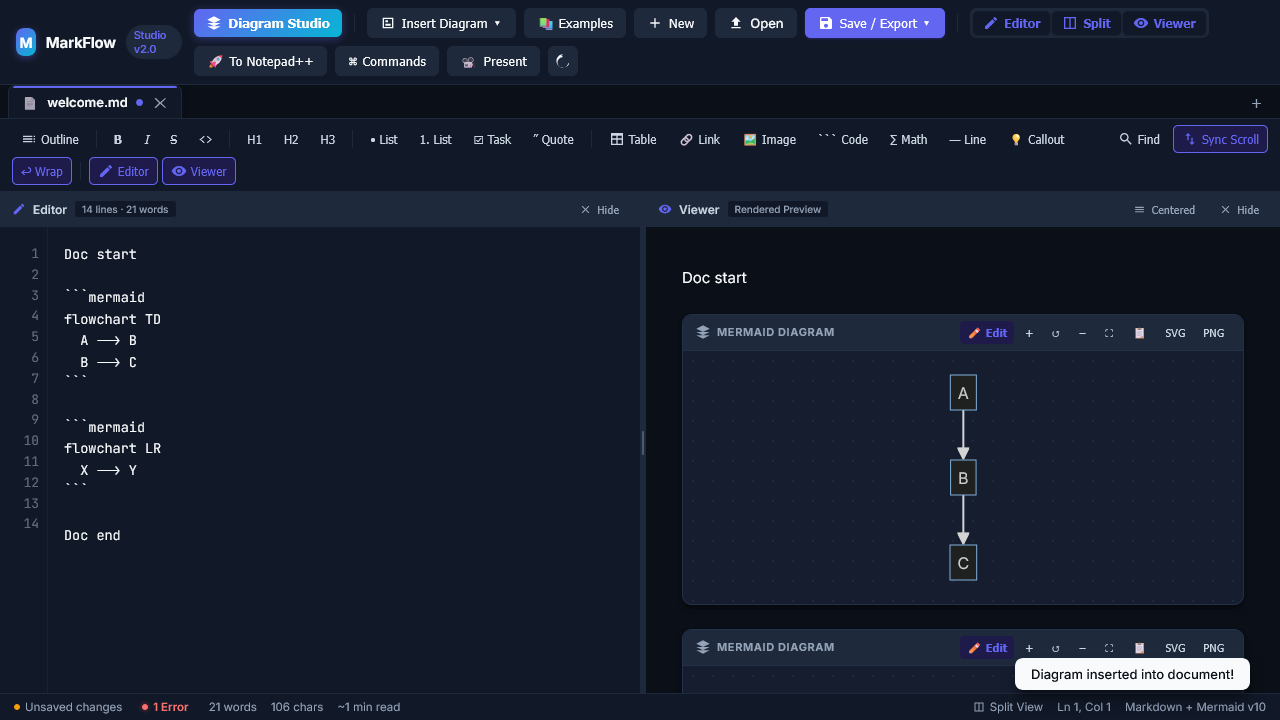 M MarkFlow Studio v2.0
Diagram Studio Insert Diagram ▾ Examples + New Open Save / Export ▾ Editor Split Viewer
To Notepad++ ⌘ Commands Present
welcome.md
Outline B I S <> H1 H2 H3 • List 1. List ☑ Task " Quote Table Link Image ``` Code ∑ Math — Line Callout Find Sync Scroll
↩ Wrap Editor Viewer
Editor 14 lines · 21 words Hide
Viewer Rendered Preview Centered Hide
1 Doc start
2
3 ```mermaid
4 flowchart TD
5 A --> B
6 B --> C
7 ```
8
9 ```mermaid
10 flowchart LR
11 X --> Y
12 ```
13
14 Doc end
Doc start
MERMAID DIAGRAM Edit + ↺ − ⛶ SVG PNG
A
B
C
MERMAID DIAGRAM Edit + ↺ − ⛶ SVG PNG
Diagram inserted into document!
Unsaved changes 1 Error 21 words 106 chars ~1 min read Split View Ln 1, Col 1 Markdown + Mermaid v10